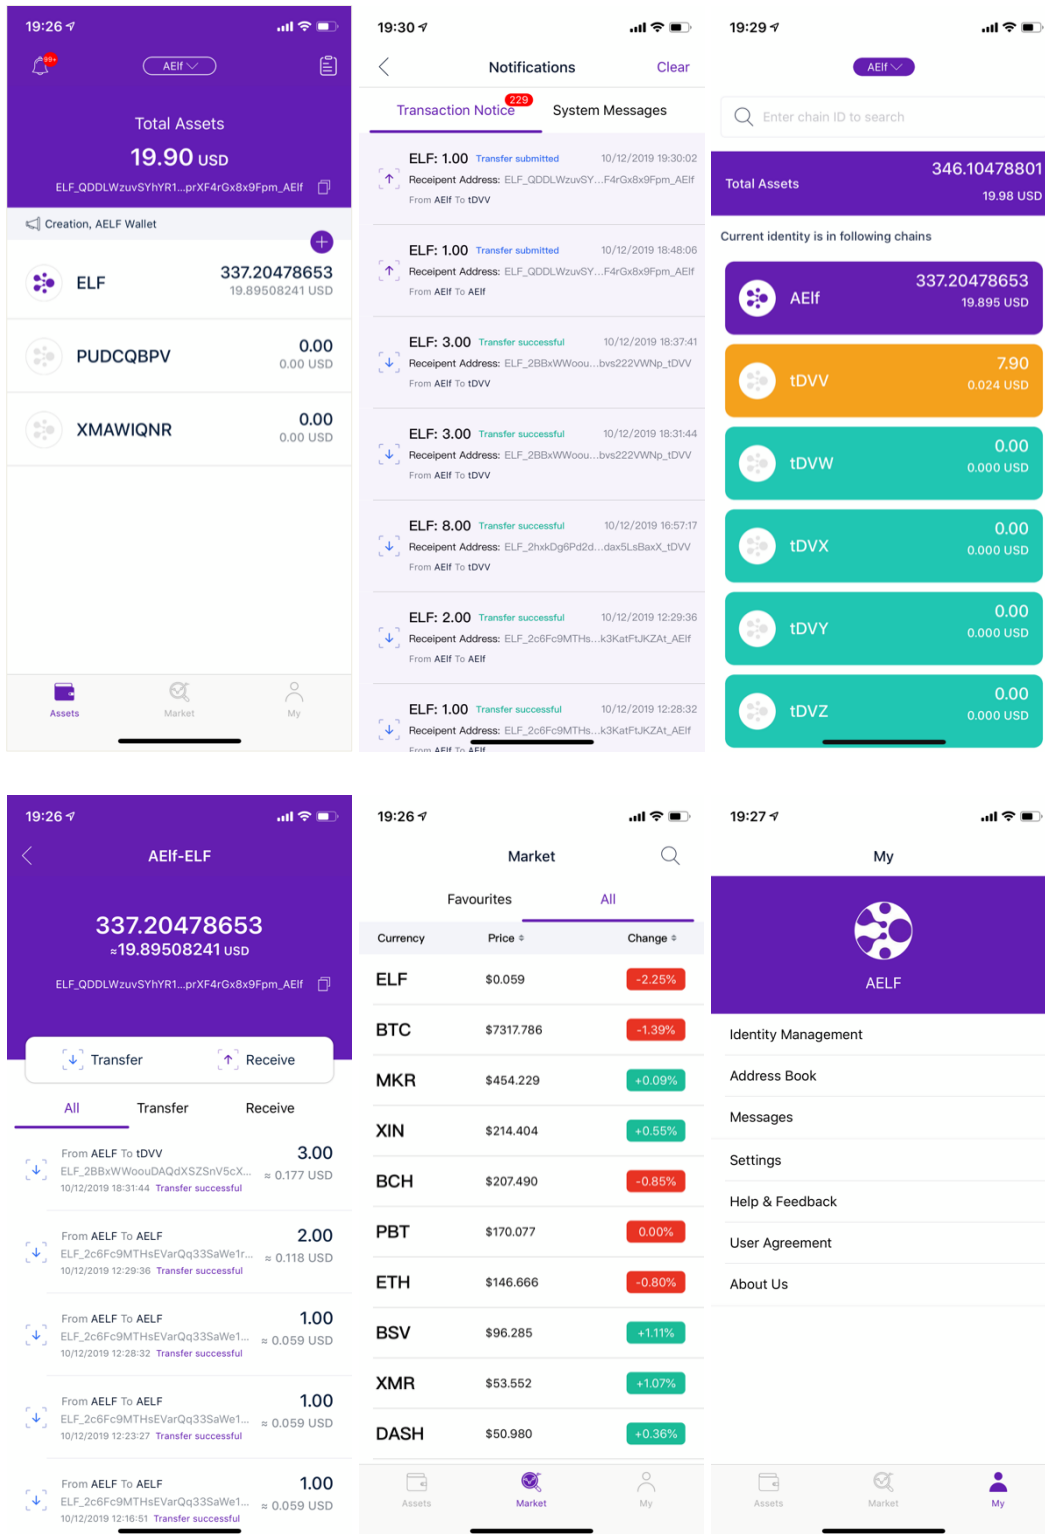 19:26
99+
AElf
Total Assets
19.90 USD
ELF_QDDLWzuvSYhYR1...prXF4rGx8x9Fpm_AElf
Creation, AELF Wallet
ELF
337.20478653
19.89508241 USD
PUDCQBPV
0.00
0.00 USD
XMAWIQNR
0.00
0.00 USD
Assets
Market
My
19:30
Notifications
Clear
Transaction Notice
229
System Messages
ELF: 1.00 Transfer submitted 10/12/2019 19:30:02
Receipent Address: ELF_QDDLWzuvSY...F4rGx8x9Fpm_AElf
From AElf To tDVV
ELF: 1.00 Transfer submitted 10/12/2019 18:48:06
Receipent Address: ELF_QDDLWzuvSY...F4rGx8x9Fpm_AElf
From AElf To AElf
ELF: 3.00 Transfer successful 10/12/2019 18:37:41
Receipent Address: ELF_2BBxWWoou...bvs222VWNp_tDVV
From AElf To tDVV
ELF: 3.00 Transfer successful 10/12/2019 18:31:44
Receipent Address: ELF_2BBxWWoou...bvs222VWNp_tDVV
From AElf To tDVV
ELF: 8.00 Transfer successful 10/12/2019 16:57:17
Receipent Address: ELF_2hxkDg6Pd2d...dax5LsBaxX_tDVV
From AElf To tDVV
ELF: 2.00 Transfer successful 10/12/2019 12:29:36
Receipent Address: ELF_2c6Fc9MTHs...k3KatFtJKZAt_AElf
From AElf To AElf
ELF: 1.00 Transfer successful 10/12/2019 12:28:32
Receipent Address: ELF_2c6Fc9MTHs...k3KatFtJKZAt_AElf
From AElf To AElf
19:29
AElf
Enter chain ID to search
Total Assets
346.10478801
19.98 USD
Current identity is in following chains
AElf
337.20478653
19.895 USD
tDVV
7.90
0.024 USD
tDVW
0.00
0.000 USD
tDVX
0.00
0.000 USD
tDVY
0.00
0.000 USD
tDVZ
0.00
0.000 USD
19:26
AElf-ELF
337.20478653
≈19.89508241 USD
ELF_QDDLWzuvSYhYR1...prXF4rGx8x9Fpm_AElf
Transfer
Receive
All
Transfer
Receive
From AELF To tDVV
3.00
ELF_2BBxWWoouDAQdXSZSnV5cX...
≈ 0.177 USD
10/12/2019 18:31:44 Transfer successful
From AELF To AELF
2.00
ELF_2c6Fc9MTHsEVarQq33SaWe1r...
≈ 0.118 USD
10/12/2019 12:29:36 Transfer successful
From AELF To AELF
1.00
ELF_2c6Fc9MTHsEVarQq33SaWe1...
≈ 0.059 USD
10/12/2019 12:28:32 Transfer successful
From AELF To AELF
1.00
ELF_2c6Fc9MTHsEVarQq33SaWe1...
≈ 0.059 USD
10/12/2019 12:23:27 Transfer successful
From AELF To AELF
1.00
ELF_2c6Fc9MTHsEVarQq33SaWe1...
≈ 0.059 USD
10/12/2019 12:16:51 Transfer successful
19:26
Market
Favourites
All
Currency Price Change
ELF $0.059 -2.25%
BTC $7317.786 -1.39%
MKR $454.229 +0.09%
XIN $214.404 +0.55%
BCH $207.490 -0.85%
PBT $170.077 0.00%
ETH $146.666 -0.80%
BSV $96.285 +1.11%
XMR $53.552 +1.07%
DASH $50.980 +0.36%
Assets
Market
My
19:27
My
AELF
Identity Management
Address Book
Messages
Settings
Help & Feedback
User Agreement
About Us
Assets
Market
My